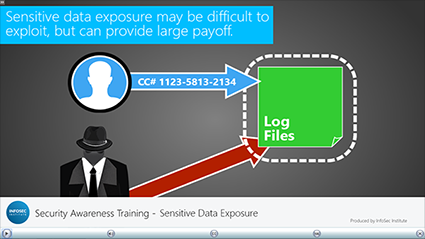 Sensitive data exposure may be difficult to
exploit, but can provide large payoff.
CC# 1123-5813-2134
Log
Files
INFOSEC
INSTITUTE
Security Awareness Training - Sensitive Data Exposure
Produced by InfoSec Institute